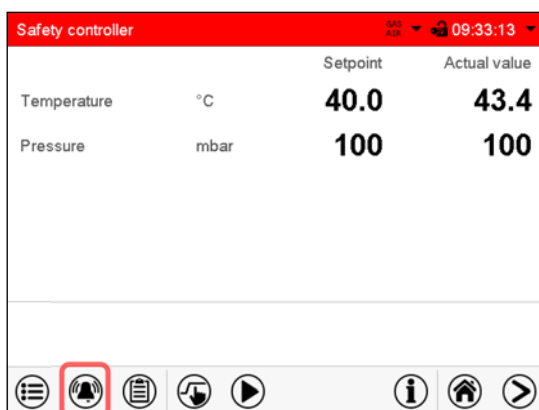 Safety controller GAS AIR 09:33:13
Setpoint Actual value
Temperature °C 40.0 43.4
Pressure mbar 100 100